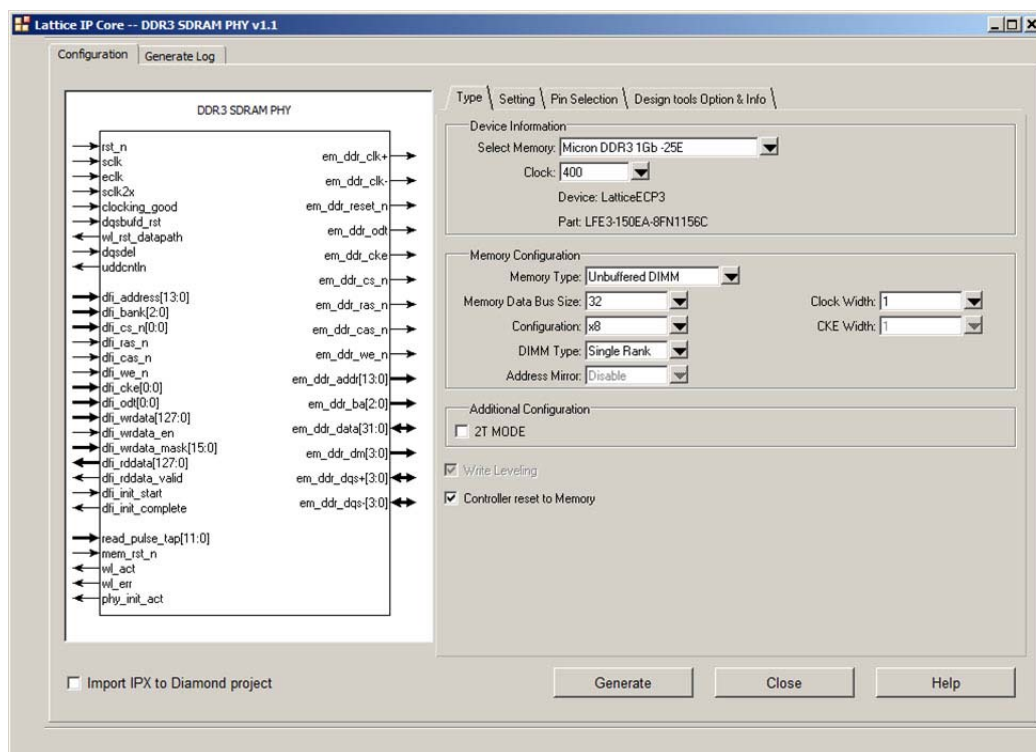 Lattice IP Core -- DDR3 SDRAM PHY v1.1
Configuration Generate Log
DDR3 SDRAM PHY
rst_n
sclk
eclk
sclk2x
clocking_good
dqsbufd_rst
wl_rst_datapath
dqsdel
uddcntln
dfi_address[13:0]
dfi_bank[2:0]
dfi_cs_n[0:0]
dfi_ras_n
dfi_cas_n
dfi_we_n
dfi_cke[0:0]
dfi_odt[0:0]
dfi_wrdata[127:0]
dfi_wrdata_en
dfi_wrdata_mask[15:0]
dfi_rddata[127:0]
dfi_rddata_valid
dfi_init_start
dfi_init_complete
read_pulse_tap[11:0]
mem_rst_n
wl_act
wl_err
phy_init_act
em_ddr_clk+
em_ddr_clk-
em_ddr_reset_n
em_ddr_odt
em_ddr_cke
em_ddr_cs_n
em_ddr_ras_n
em_ddr_cas_n
em_ddr_we_n
em_ddr_addr[13:0]
em_ddr_ba[2:0]
em_ddr_data[31:0]
em_ddr_dm[3:0]
em_ddr_dqs+[3:0]
em_ddr_dqs-[3:0]
Type Setting Pin Selection Design tools Option & Info
Device Information
Select Memory: Micron DDR3 1Gb -25E
Clock: 400
Device: LatticeECP3
Part: LFE3-150EA-8FN1156C
Memory Configuration
Memory Type: Unbuffered DIMM
Memory Data Bus Size: 32 Clock Width: 1
Configuration: x8 CKE Width: 1
DIMM Type: Single Rank
Address Mirror: Disable
Additional Configuration
2T MODE
Write Leveling
Controller reset to Memory
Import IPX to Diamond project
Generate Close Help